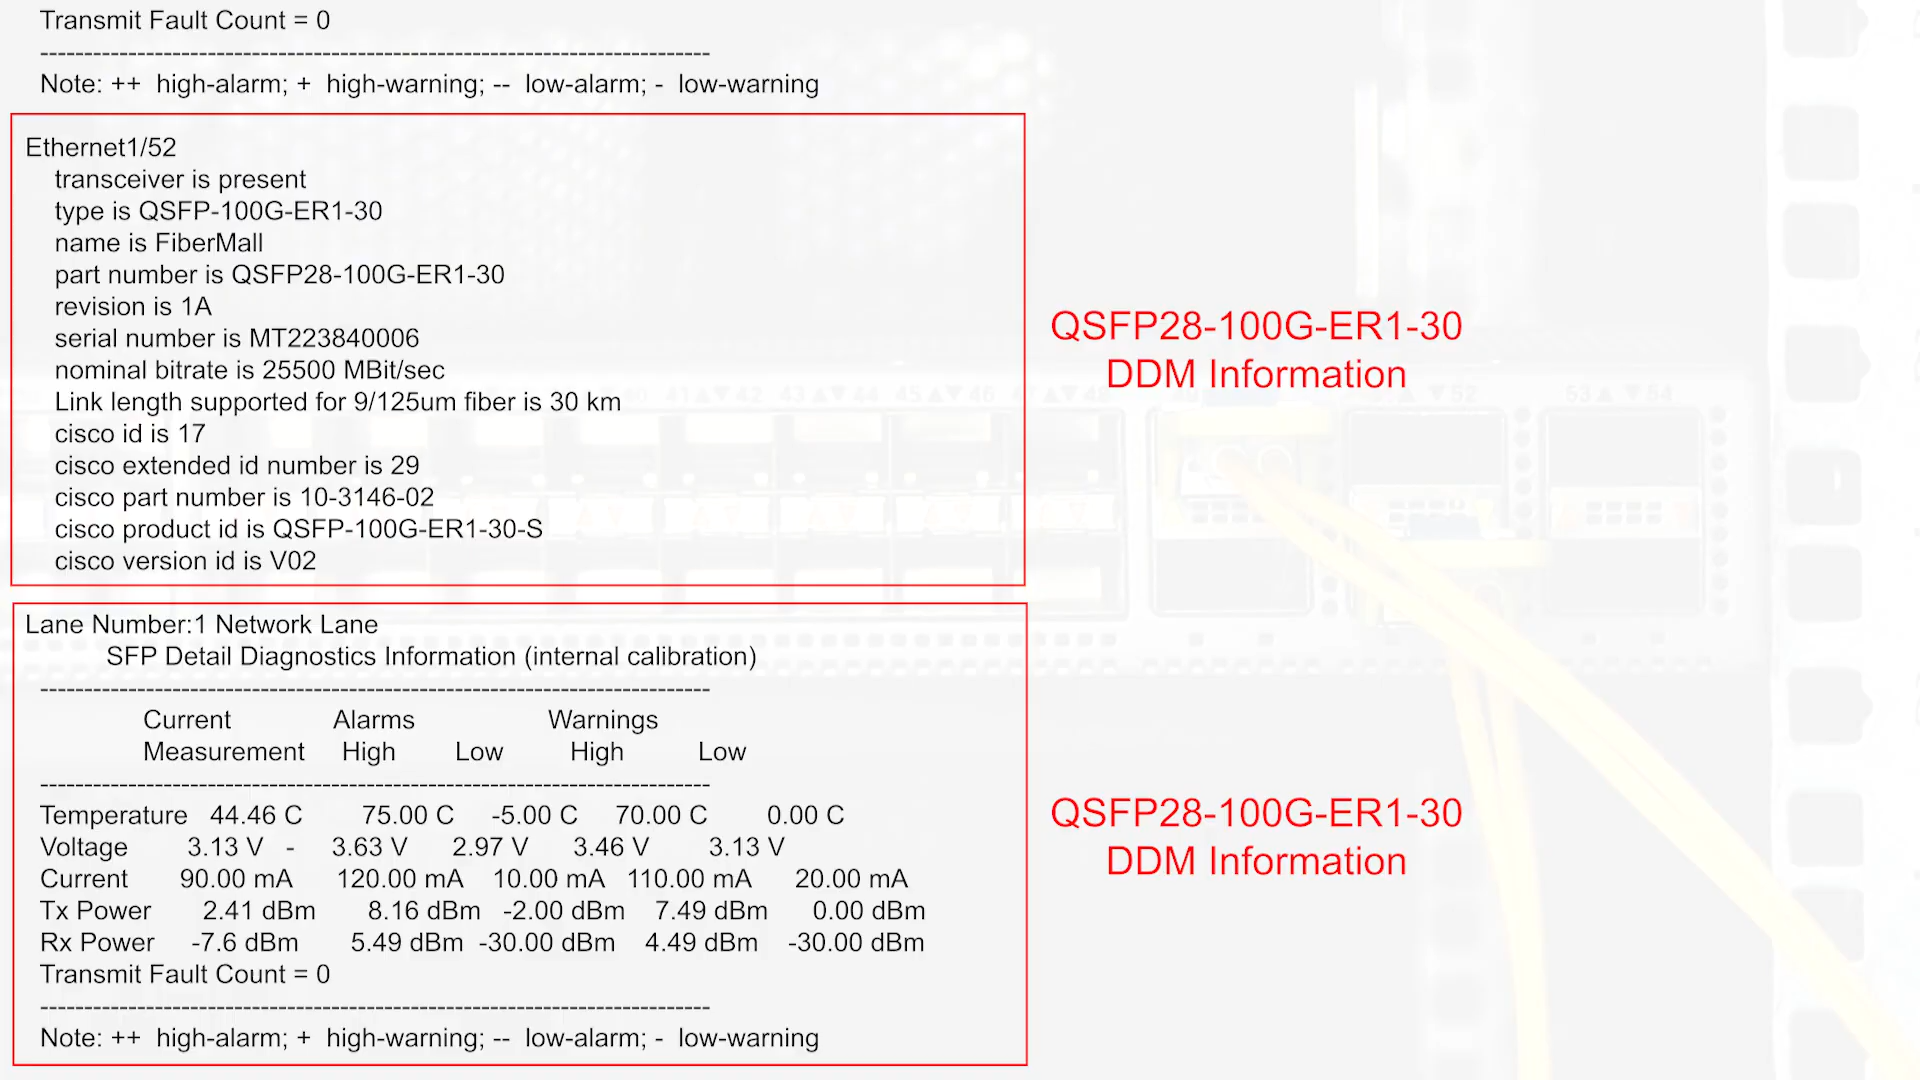 Transmit Fault Count = 0
-------------------------------------------------------------------------------------------
Note: ++  high-alarm; +  high-warning; --  low-alarm; -  low-warning
Ethernet1/52
transceiver is present
type is QSFP-100G-ER1-30
name is FiberMall
part number is QSFP28-100G-ER1-30
revision is 1A
serial number is MT223840006
nominal bitrate is 25500 MBit/sec
Link length supported for 9/125um fiber is 30 km
cisco id is 17
cisco extended id number is 29
cisco part number is 10-3146-02
cisco product id is QSFP-100G-ER1-30-S
cisco version id is V02
QSFP28-100G-ER1-30
DDM Information
41 42 43 44 45 46
52 53 54
Lane Number:1 Network Lane
SFP Detail Diagnostics Information (internal calibration)
-------------------------------------------------------------------------------------------
Current Alarms Warnings
Measurement High Low High Low
-------------------------------------------------------------------------------------------
Temperature 44.46 C 75.00 C -5.00 C 70.00 C 0.00 C
Voltage 3.13 V - 3.63 V 2.97 V 3.46 V 3.13 V
Current 90.00 mA 120.00 mA 10.00 mA 110.00 mA 20.00 mA
Tx Power 2.41 dBm 8.16 dBm -2.00 dBm 7.49 dBm 0.00 dBm
Rx Power -7.6 dBm 5.49 dBm -30.00 dBm 4.49 dBm -30.00 dBm
Transmit Fault Count = 0
-------------------------------------------------------------------------------------------
Note: ++  high-alarm; +  high-warning; --  low-alarm; -  low-warning
QSFP28-100G-ER1-30
DDM Information